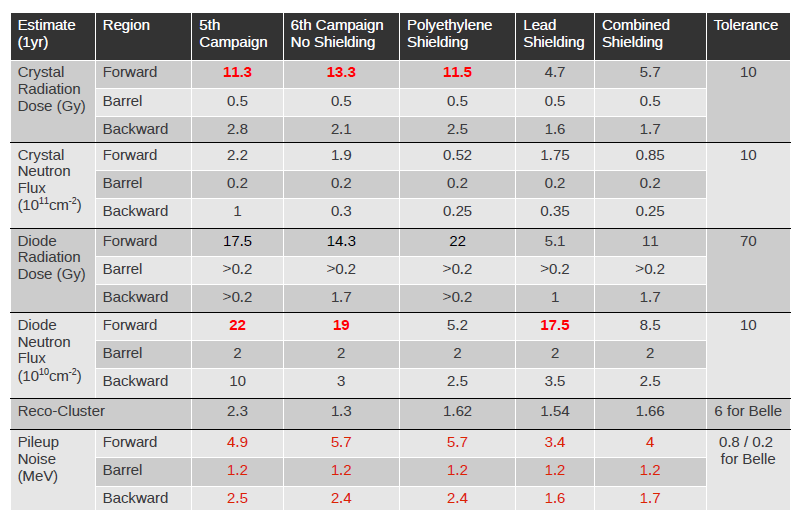 Estimate (1yr) Region 5th Campaign 6th Campaign No Shielding Polyethylene Shielding Lead Shielding Combined Shielding Tolerance
Crystal Radiation Dose (Gy) Forward 11.3 13.3 11.5 4.7 5.7 10
Barrel 0.5 0.5 0.5 0.5 0.5
Backward 2.8 2.1 2.5 1.6 1.7
Crystal Neutron Flux (10¹¹cm⁻²) Forward 2.2 1.9 0.52 1.75 0.85 10
Barrel 0.2 0.2 0.2 0.2 0.2
Backward 1 0.3 0.25 0.35 0.25
Diode Radiation Dose (Gy) Forward 17.5 14.3 22 5.1 11 70
Barrel >0.2 >0.2 >0.2 >0.2 >0.2
Backward >0.2 1.7 >0.2 1 1.7
Diode Neutron Flux (10¹⁰cm⁻²) Forward 22 19 5.2 17.5 8.5 10
Barrel 2 2 2 2 2
Backward 10 3 2.5 3.5 2.5
Reco-Cluster 2.3 1.3 1.62 1.54 1.66 6 for Belle
Pileup Noise (MeV) Forward 4.9 5.7 5.7 3.4 4 0.8 / 0.2 for Belle
Barrel 1.2 1.2 1.2 1.2 1.2
Backward 2.5 2.4 2.4 1.6 1.7